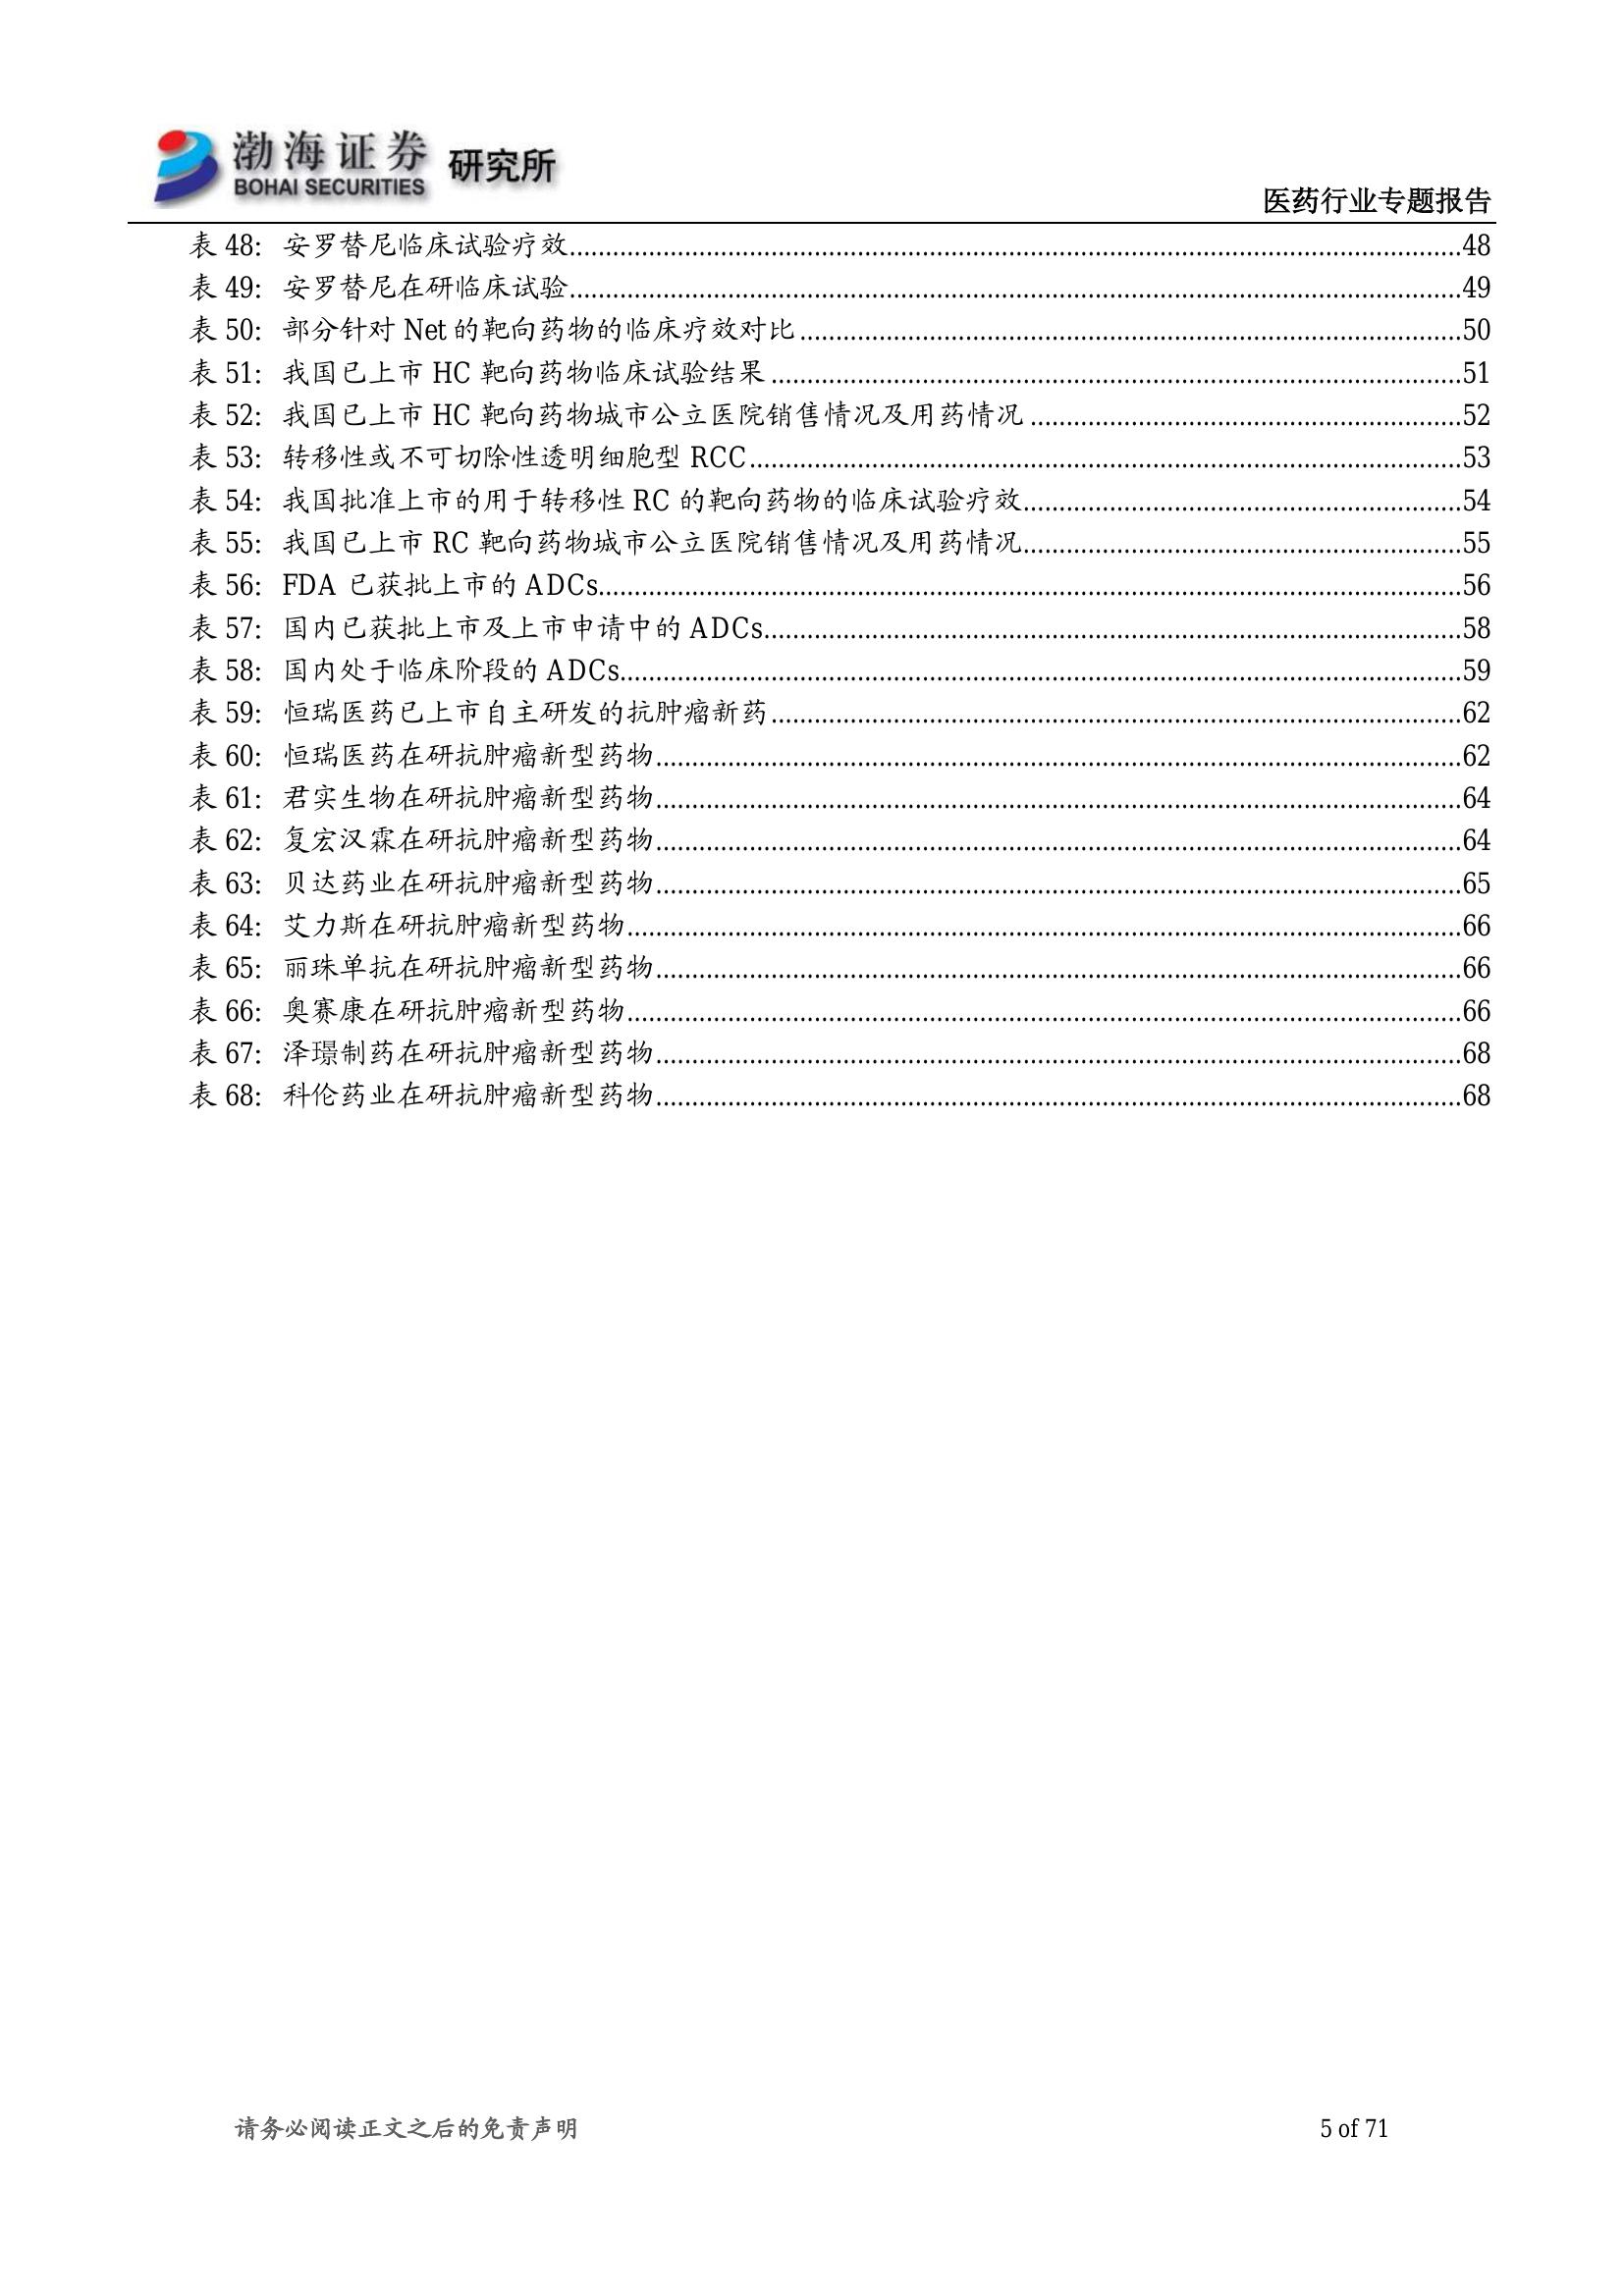 渤海证券 研究所
BOHAI SECURITIES
医药行业专题报告
表 48: 安罗替尼临床试验疗效....................48
表 49: 安罗替尼在研临床试验....................49
表 50: 部分针对 Net 的靶向药物的临床疗效对比....................50
表 51: 我国已上市 HC 靶向药物临床试验结果....................51
表 52: 我国已上市 HC 靶向药物城市公立医院销售情况及用药情况....................52
表 53: 转移性或不可切除性透明细胞型 RCC....................53
表 54: 我国批准上市的用于转移性 RC 的靶向药物的临床试验疗效....................54
表 55: 我国已上市 RC 靶向药物城市公立医院销售情况及用药情况....................55
表 56: FDA 已获批上市的 ADCs....................56
表 57: 国内已获批上市及上市申请中的 ADCs....................58
表 58: 国内处于临床阶段的 ADCs....................59
表 59: 恒瑞医药已上市自主研发的抗肿瘤新药....................62
表 60: 恒瑞医药在研抗肿瘤新型药物....................62
表 61: 君实生物在研抗肿瘤新型药物....................64
表 62: 复宏汉霖在研抗肿瘤新型药物....................64
表 63: 贝达药业在研抗肿瘤新型药物....................65
表 64: 艾力斯在研抗肿瘤新型药物....................66
表 65: 丽珠单抗在研抗肿瘤新型药物....................66
表 66: 奥赛康在研抗肿瘤新型药物....................66
表 67: 泽璟制药在研抗肿瘤新型药物....................68
表 68: 科伦药业在研抗肿瘤新型药物....................68
请务必阅读正文之后的免责声明 5 of 71